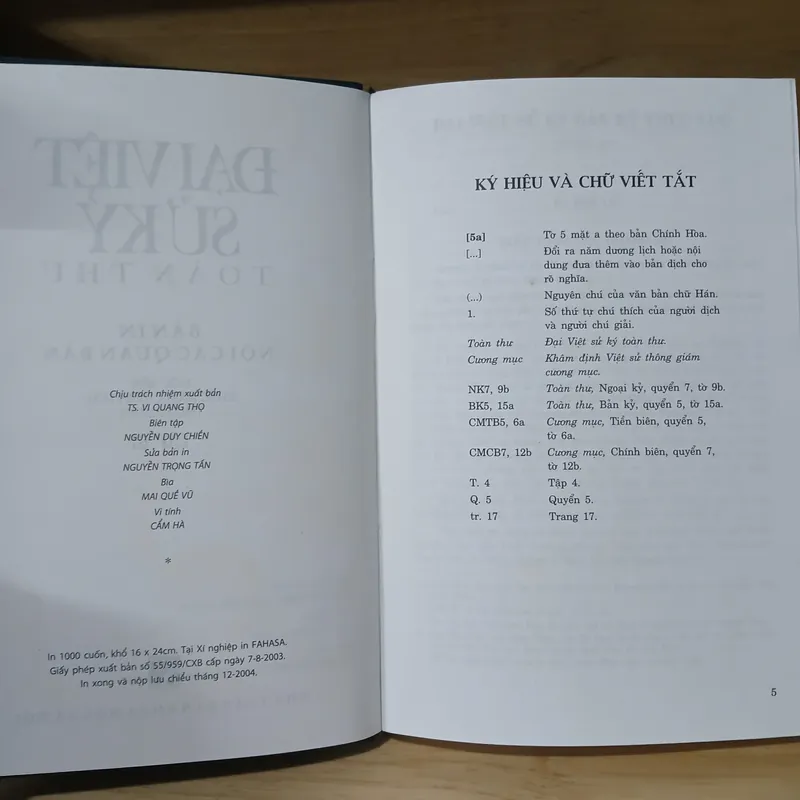 ĐẠI VIỆT
SỬ KÝ
TOÀN THƯ
BẢN IN
NỘI CÁC QUAN BẢN
Chịu trách nhiệm xuất bản
TS. VI QUANG THỌ
Biên tập
NGUYỄN DUY CHIẾN
Sửa bản in
NGUYỄN TRỌNG TẤN
Bìa
MAI QUẾ VŨ
Vi tính
CẨM HÀ
*
In 1000 cuốn, khổ 16 x 24cm. Tại Xí nghiệp in FAHASA.
Giấy phép xuất bản số 55/959/CXB cấp ngày 7-8-2003.
In xong và nộp lưu chiểu tháng 12-2004.
KÝ HIỆU VÀ CHỮ VIẾT TẮT
[5a] Tờ 5 mặt a theo bản Chính Hòa.
[...] Đổi ra năm dương lịch hoặc nội
dung đưa thêm vào bản dịch cho
rõ nghĩa.
(...) Nguyên chú của văn bản chữ Hán.
1. Số thứ tự chú thích của người dịch
và người chú giải.
Toàn thư Đại Việt sử ký toàn thư.
Cương mục Khâm định Việt sử thông giám
cương mục.
NK7, 9b Toàn thư, Ngoại kỷ, quyển 7, tờ 9b.
BK5, 15a Toàn thư, Bản kỷ, quyển 5, tờ 15a.
CMTB5, 6a Cương mục, Tiền biên, quyển 5,
tờ 6a.
CMCB7, 12b Cương mục, Chính biên, quyển 7,
tờ 12b.
T. 4 Tập 4.
Q. 5 Quyển 5.
tr. 17 Trang 17.
5